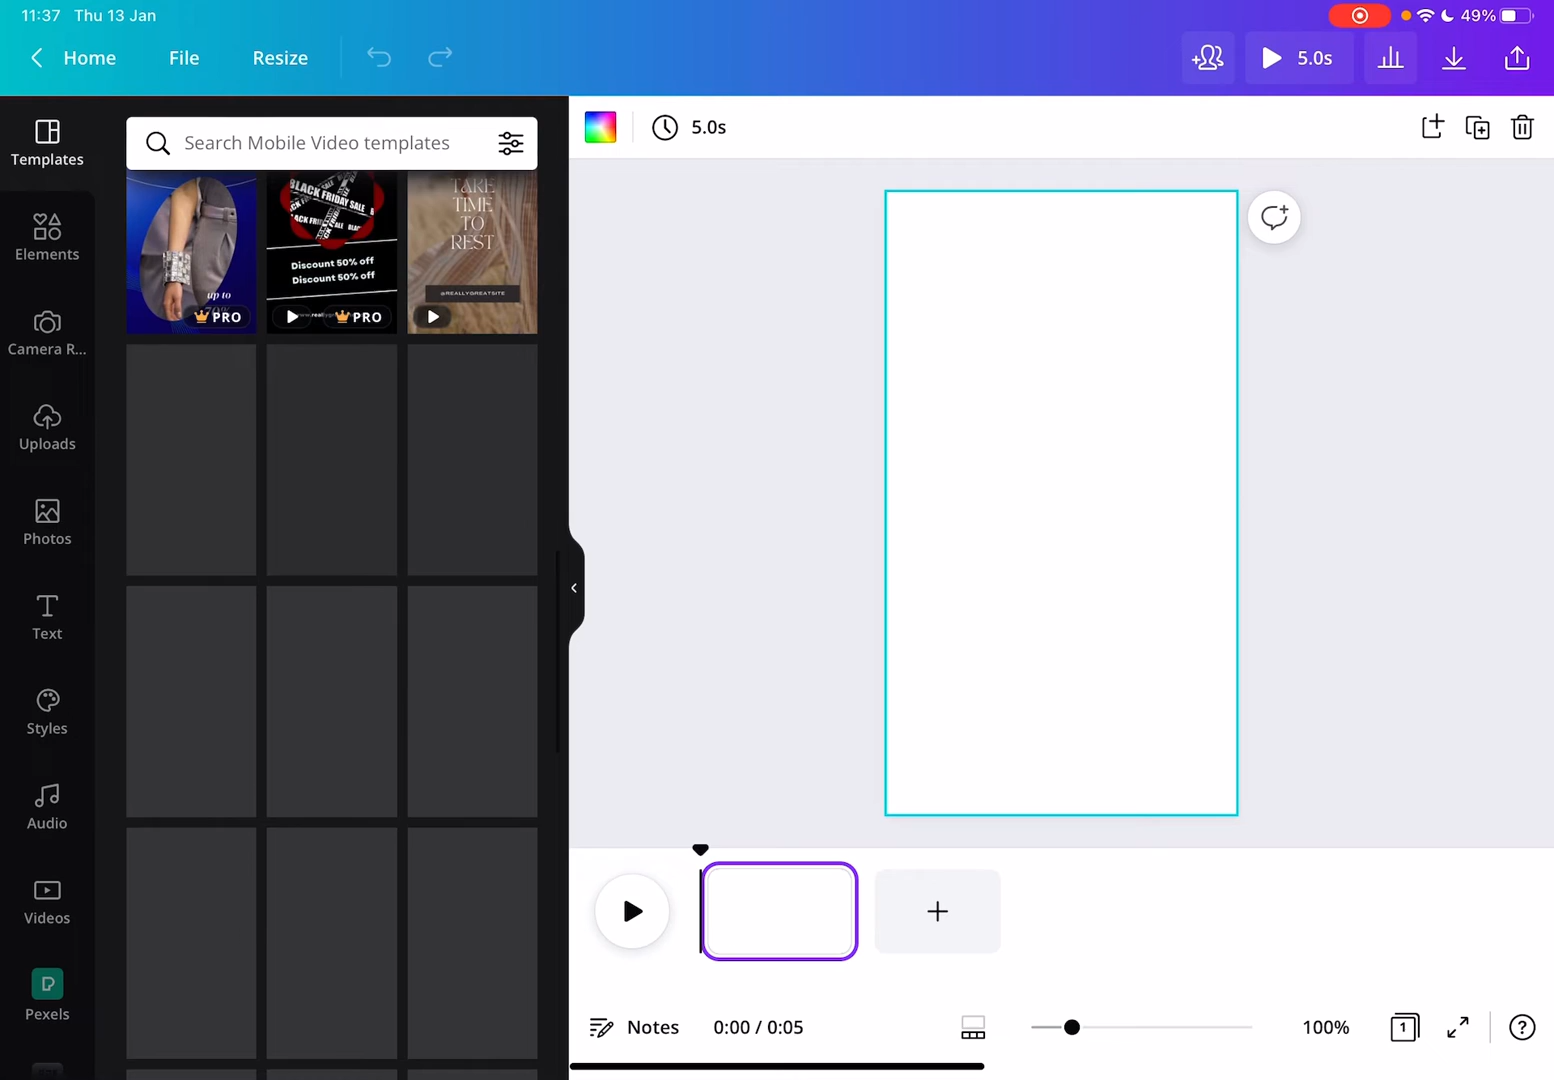 11:37 Thu 13 Jan
49%
Home File Resize
5.0s
Templates
Search Mobile Video templates
5.0s
BLACK FRIDAY SALE
up to
PRO
Discount 50% off
Discount 50% off
PRO
TAKE
TIME
TO
REST
@REALLYGREATSITE
Elements
Camera R...
Uploads
Photos
Text
Styles
Audio
Videos
Pexels
Notes 0:00 / 0:05
100%
1